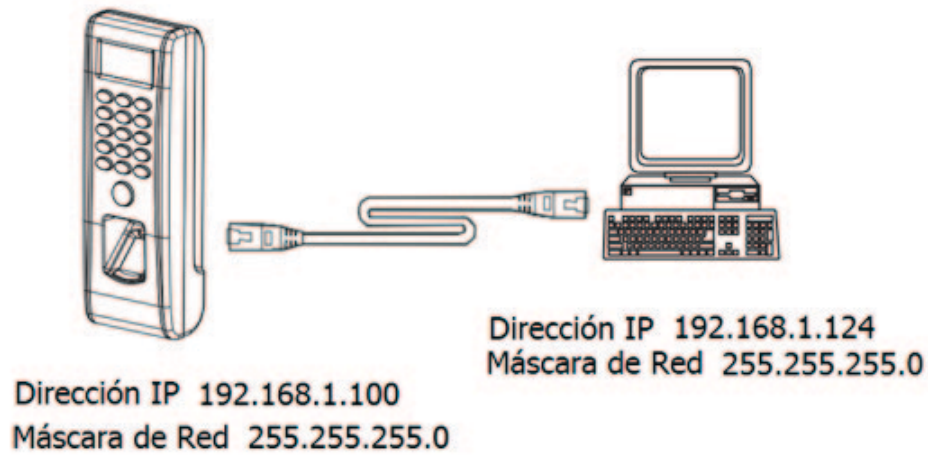 Dirección IP 192.168.1.124
Máscara de Red 255.255.255.0
Dirección IP 192.168.1.100
Máscara de Red 255.255.255.0